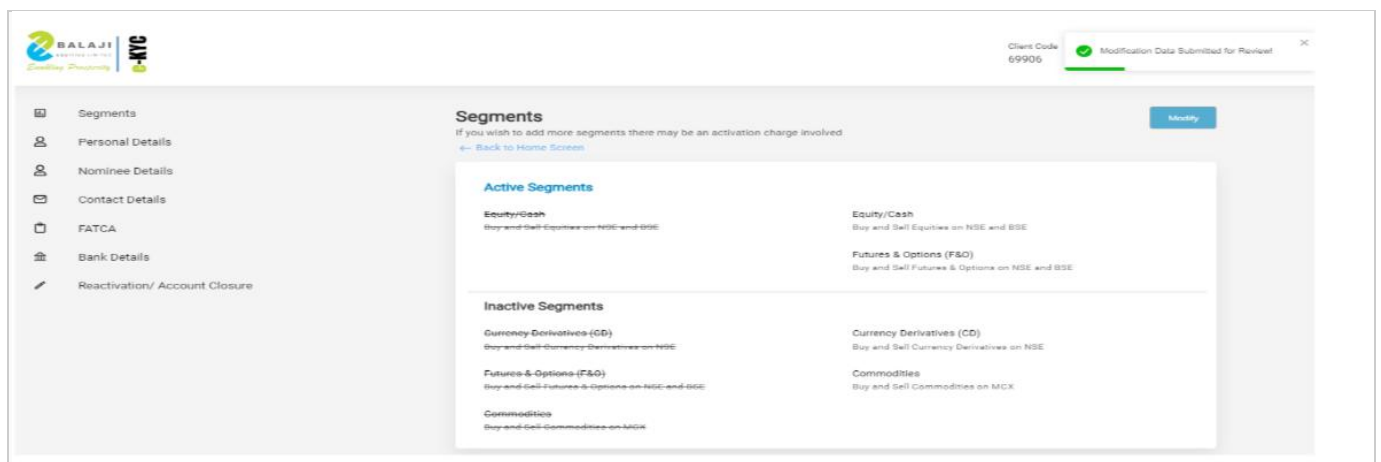 BALAJI
Enabling Prosperity
e-KYC
Client Code
69906
Modification Data Submitted for Review!
Segments
Personal Details
Nominee Details
Contact Details
FATCA
Bank Details
Reactivation/ Account Closure
Segments
Modify
If you wish to add more segments there may be an activation charge involved
← Back to Home Screen
Active Segments
Equity/Cash
Buy and Sell Equities on NSE and BSE
Equity/Cash
Buy and Sell Equities on NSE and BSE
Futures & Options (F&O)
Buy and Sell Futures & Options on NSE and BSE
Inactive Segments
Currency Derivatives (CD)
Buy and Sell Currency Derivatives on NSE
Currency Derivatives (CD)
Buy and Sell Currency Derivatives on NSE
Futures & Options (F&O)
Buy and Sell Futures & Options on NSE and BSE
Commodities
Buy and Sell Commodities on MCX
Commodities
Buy and Sell Commodities on MCX